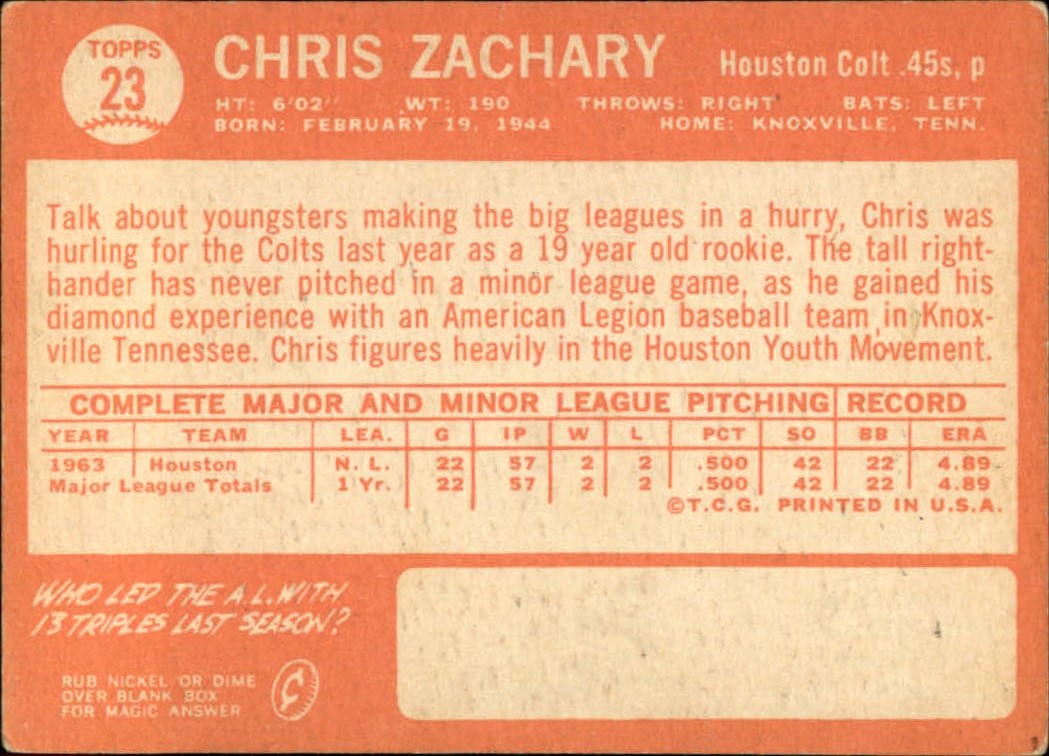 TOPPS
23
CHRIS ZACHARY Houston Colt .45s, p
HT: 6'02" WT: 190 THROWS: RIGHT BATS: LEFT
BORN: FEBRUARY 19, 1944 HOME: KNOXVILLE, TENN.
Talk about youngsters making the big leagues in a hurry, Chris was
hurling for the Colts last year as a 19 year old rookie. The tall right-
hander has never pitched in a minor league game, as he gained his
diamond experience with an American Legion baseball team in Knox-
ville Tennessee. Chris figures heavily in the Houston Youth Movement.
COMPLETE MAJOR AND MINOR LEAGUE PITCHING RECORD
YEAR TEAM LEA. G IP W L PCT SO BB ERA
1963 Houston N. L. 22 57 2 2 .500 42 22 4.89
Major League Totals 1 Yr. 22 57 2 2 .500 42 22 4.89
©T.C.G. PRINTED IN U.S.A.
WHO LED THE A.L. WITH
13 TRIPLES LAST SEASON?
RUB NICKEL OR DIME
OVER BLANK BOX
FOR MAGIC ANSWER
¢